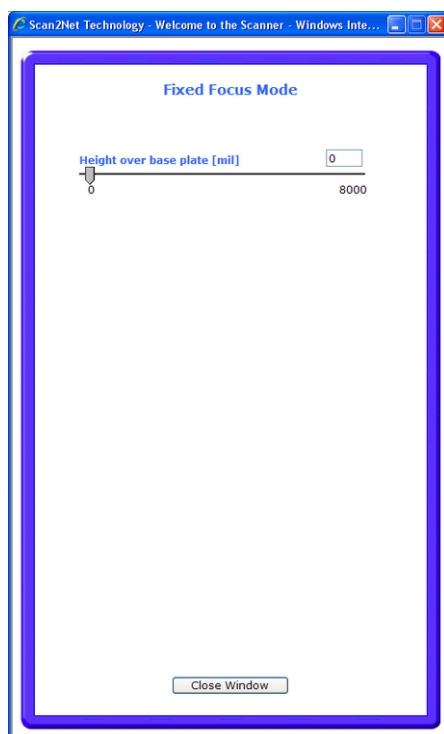 Scan2Net Technology - Welcome to the Scanner - Windows Inte...
Fixed Focus Mode
Height over base plate [mil] 0
0 8000
Close Window